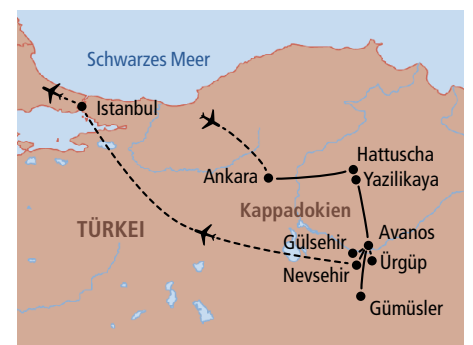 Schwarzes Meer
Istanbul
Hattuscha
Ankara
Yazilikaya
Kappadokien
TÜRKEI
Avanos
Gülsehir
Ürgüp
Nevsehir
Gümüsler